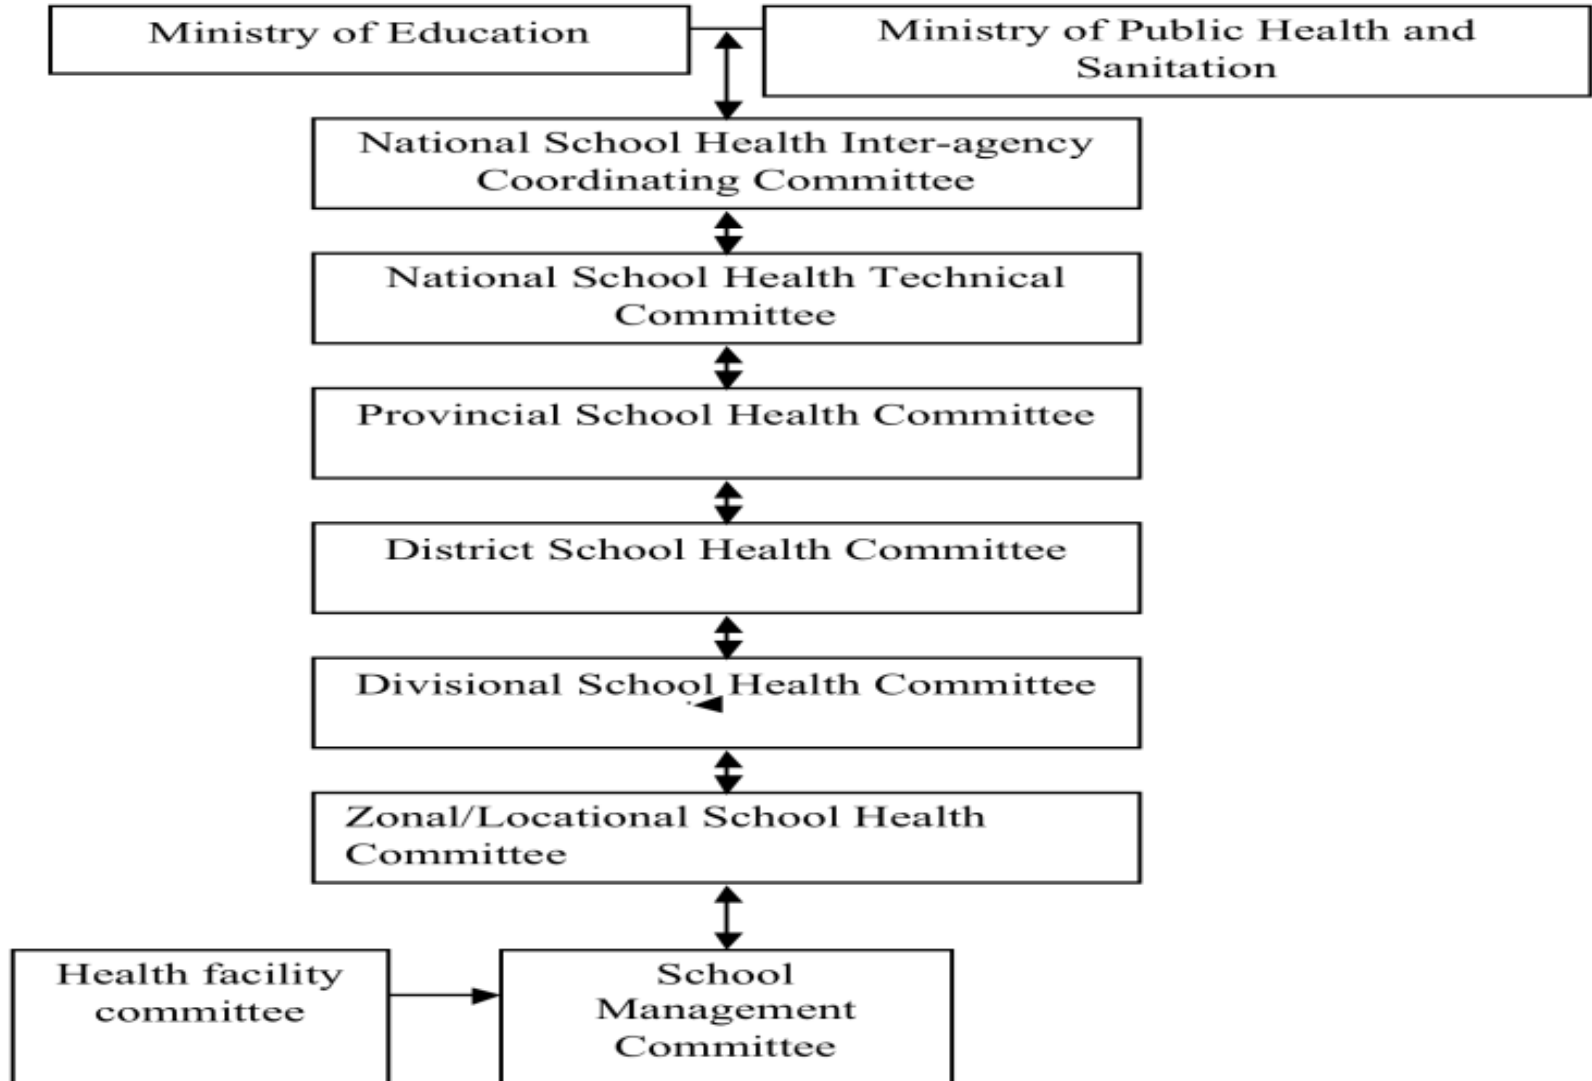 Ministry of Education
Ministry of Public Health and
Sanitation
National School Health Inter-agency
Coordinating Committee
National School Health Technical
Committee
Provincial School Health Committee
District School Health Committee
Divisional School Health Committee
Zonal/Locational School Health
Committee
Health facility
committee
School
Management
Committee